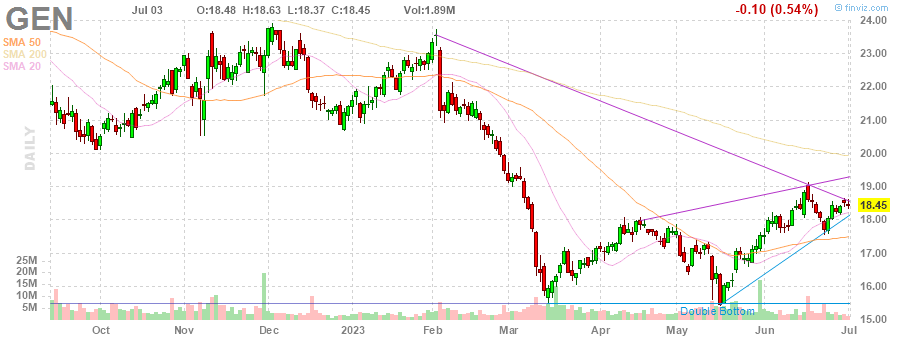 GEN Jul 03 O:18.48 H:18.63 L:18.37 C:18.45 Vol:1.89M -0.10 (0.54%) © finviz.com
SMA 50
SMA 200
SMA 20
DAILY
24.00
23.00
22.00
21.00
20.00
19.00
18.45
18.00
17.00
16.00
15.00
25M
20M
15M
10M
5M
Double Bottom
Oct Nov Dec 2023 Feb Mar Apr May Jun Jul